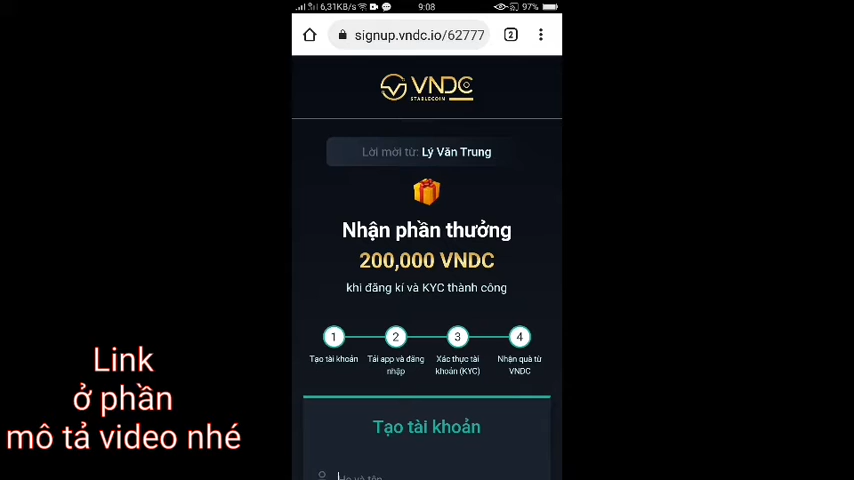 6,31KB/s 9:08 97%
signup.vndc.io/62777 2
VNDC
STABLECOIN
Lời mời từ: Lý Văn Trung
Nhận phần thưởng
200,000 VNDC
khi đăng kí và KYC thành công
1 2 3 4
Tạo tài khoản Tải app và đăng nhập Xác thực tài khoản (KYC) Nhận quà từ VNDC
Link
ở phần
mô tả video nhé
Tạo tài khoản
Họ và tên